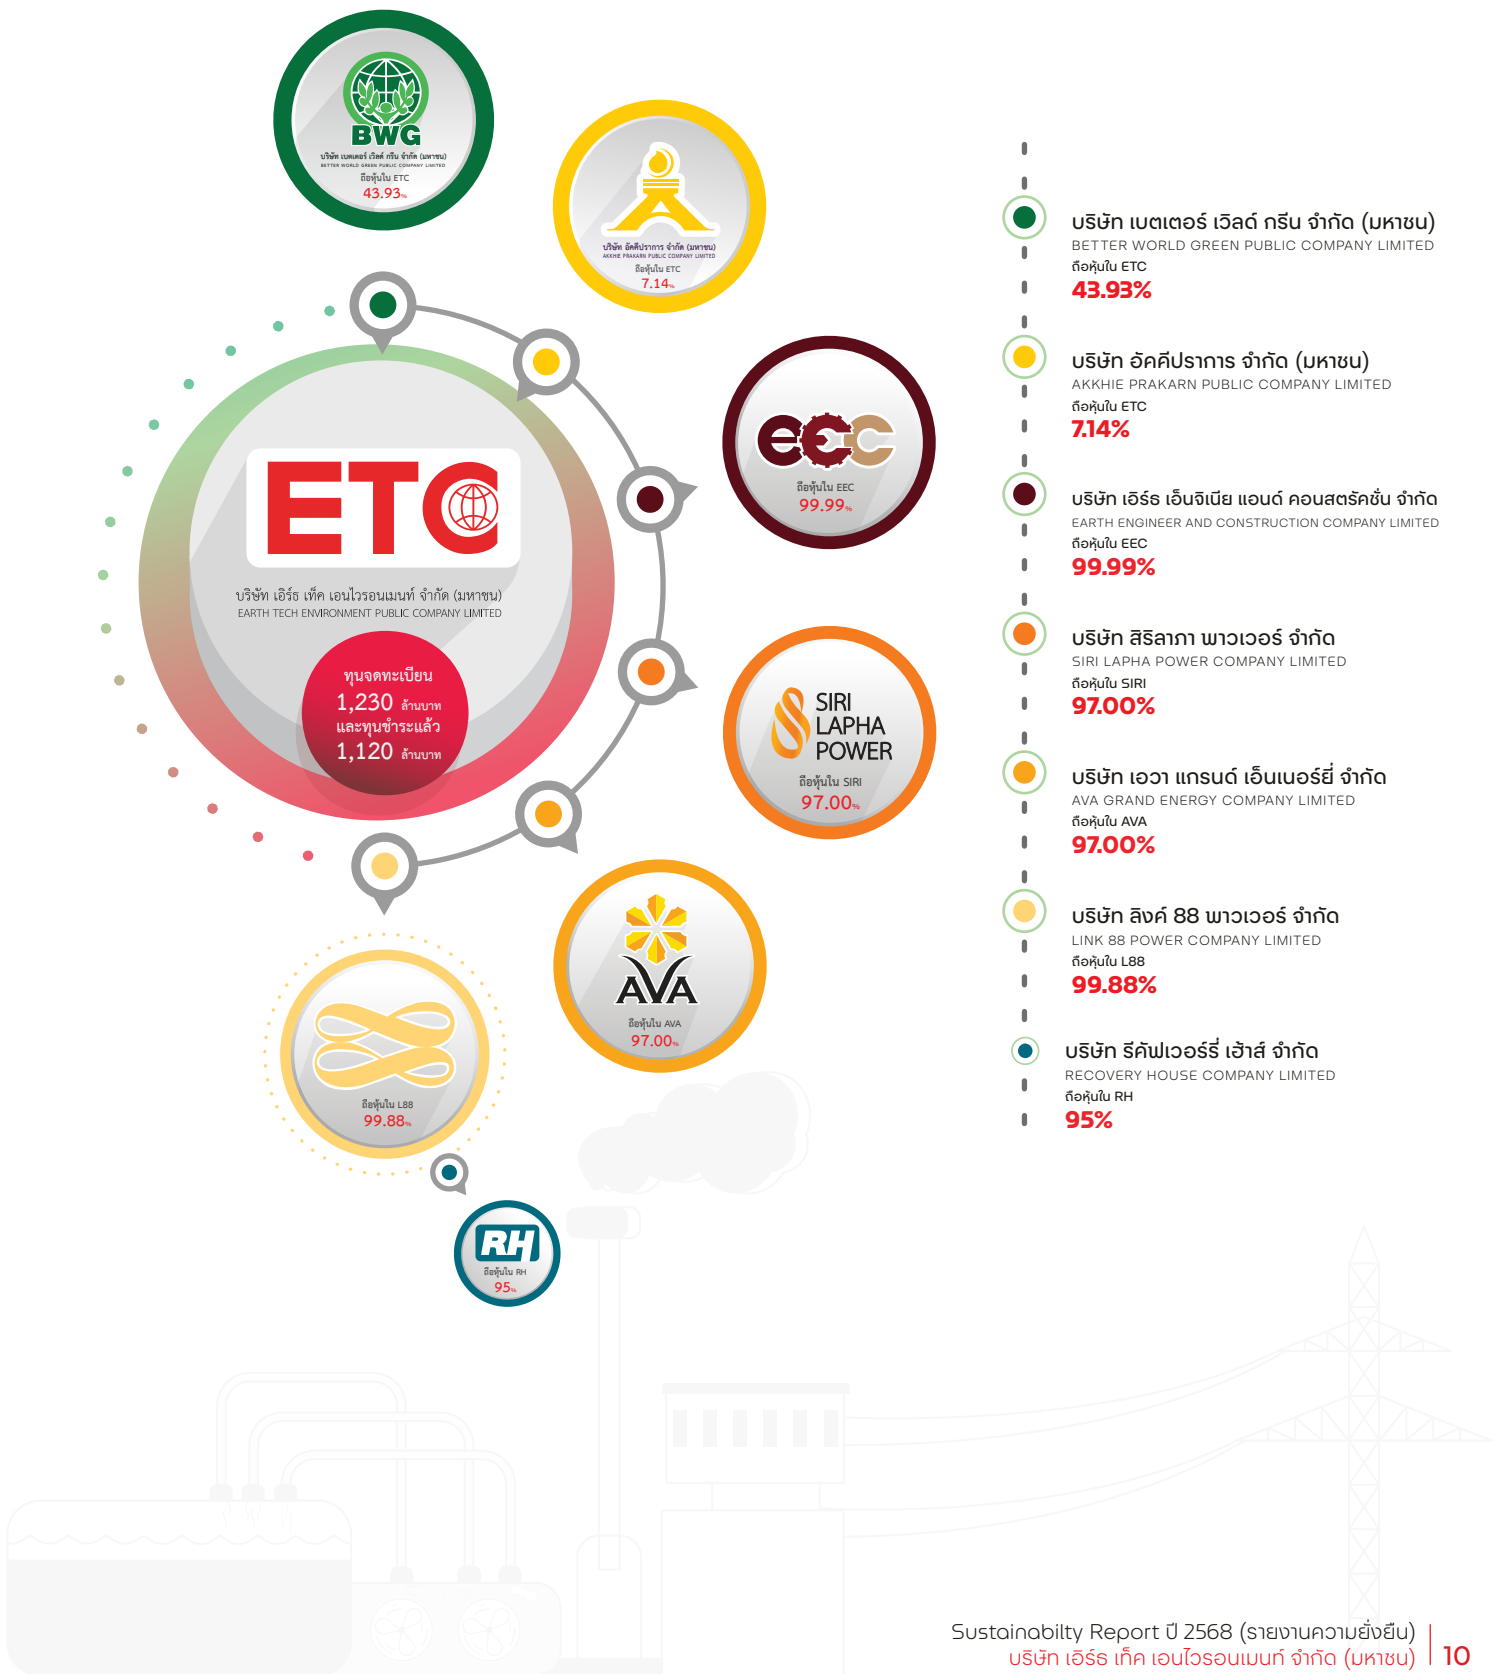 BWG
บริษัท เบตเตอร์ เวิลด์ กรีน จำกัด (มหาชน)
BETTER WORLD GREEN PUBLIC COMPANY LIMITED
ถือหุ้นใน ETC
43.93%
บริษัท อัคคีปราการ จำกัด (มหาชน)
AKKHIE PRAKARN PUBLIC COMPANY LIMITED
ถือหุ้นใน ETC
7.14%
eec
ถือหุ้นใน EEC
99.99%
ETC
บริษัท เอิร์ธ เท็ค เอนไวรอนเมนท์ จำกัด (มหาชน)
EARTH TECH ENVIRONMENT PUBLIC COMPANY LIMITED
ทุนจดทะเบียน
1,230 ล้านบาท
และทุนชำระแล้ว
1,120 ล้านบาท
SIRI
LAPHA
POWER
ถือหุ้นใน SIRI
97.00%
AVA
ถือหุ้นใน AVA
97.00%
ถือหุ้นใน L88
99.88%
RH
ถือหุ้นใน RH
95%
บริษัท เบตเตอร์ เวิลด์ กรีน จำกัด (มหาชน)
BETTER WORLD GREEN PUBLIC COMPANY LIMITED
ถือหุ้นใน ETC
43.93%
บริษัท อัคคีปราการ จำกัด (มหาชน)
AKKHIE PRAKARN PUBLIC COMPANY LIMITED
ถือหุ้นใน ETC
7.14%
บริษัท เอิร์ธ เอ็นจิเนีย แอนด์ คอนสตรัคชั่น จำกัด
EARTH ENGINEER AND CONSTRUCTION COMPANY LIMITED
ถือหุ้นใน EEC
99.99%
บริษัท สิริลาภา พาวเวอร์ จำกัด
SIRI LAPHA POWER COMPANY LIMITED
ถือหุ้นใน SIRI
97.00%
บริษัท เอวา แกรนด์ เอ็นเนอร์ยี่ จำกัด
AVA GRAND ENERGY COMPANY LIMITED
ถือหุ้นใน AVA
97.00%
บริษัท ลิงค์ 88 พาวเวอร์ จำกัด
LINK 88 POWER COMPANY LIMITED
ถือหุ้นใน L88
99.88%
บริษัท รีคัฟเวอร์รี่ เฮ้าส์ จำกัด
RECOVERY HOUSE COMPANY LIMITED
ถือหุ้นใน RH
95%
Sustainabilty Report ปี 2568 (รายงานความยั่งยืน)
บริษัท เอิร์ธ เท็ค เอนไวรอนเมนท์ จำกัด (มหาชน) 10